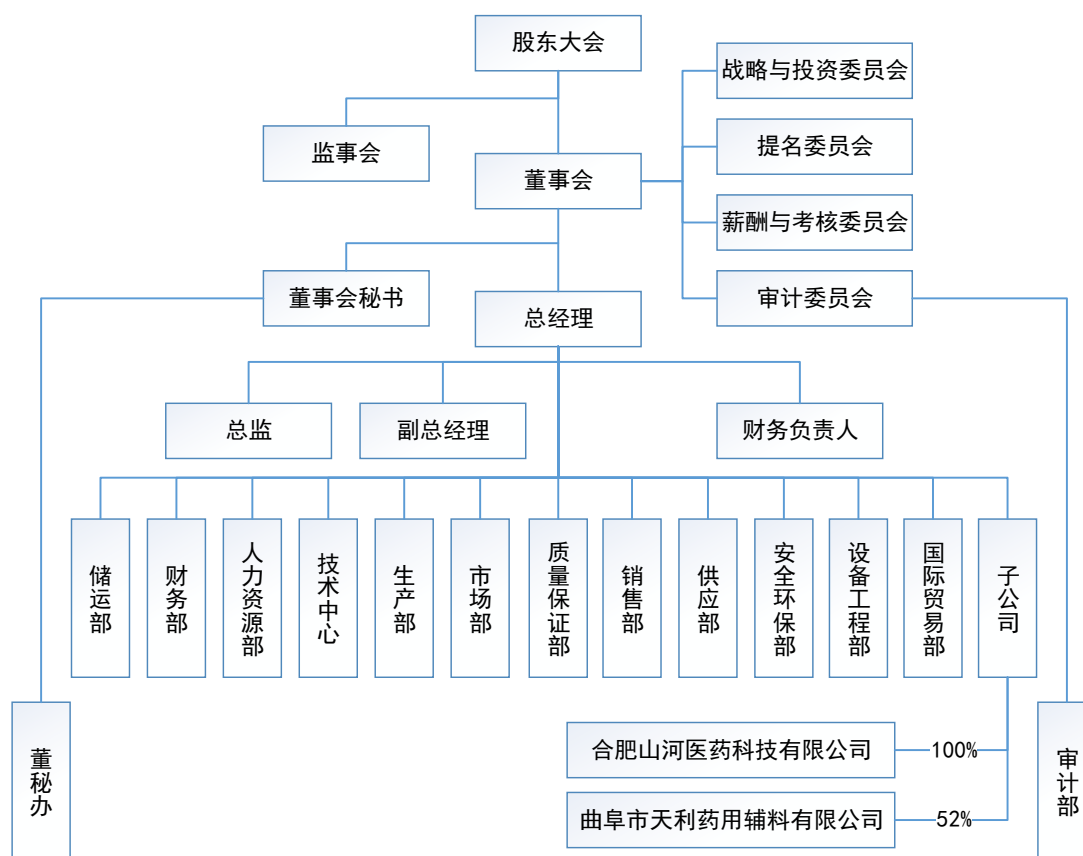 股东大会
战略与投资委员会
监事会
提名委员会
董事会
薪酬与考核委员会
董事会秘书
审计委员会
总经理
总监
副总经理
财务负责人
储运部
财务部
人力资源部
技术中心
生产部
市场部
质量保证部
销售部
供应部
安全环保部
设备工程部
国际贸易部
子公司
董秘办
合肥山河医药科技有限公司
100%
审计部
曲阜市天利药用辅料有限公司
52%